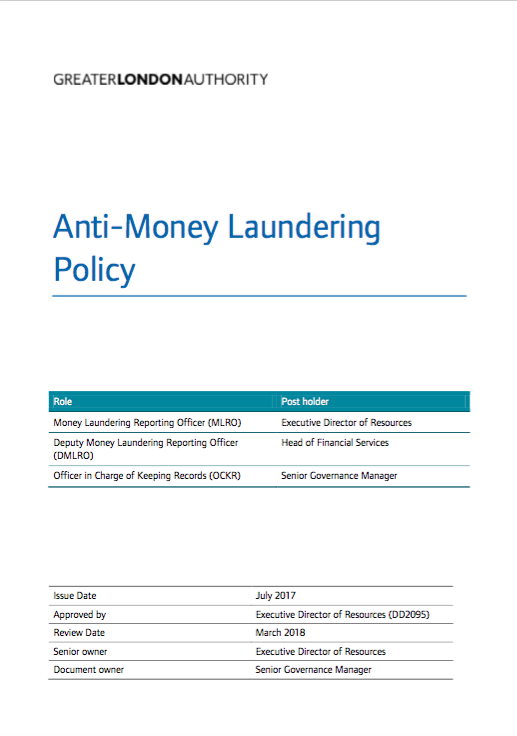 GREATERLONDONAUTHORITY
Anti-Money Laundering
Policy
Role Post holder
Money Laundering Reporting Officer (MLRO) Executive Director of Resources
Deputy Money Laundering Reporting Officer Head of Financial Services
(DMLRO)
Officer in Charge of Keeping Records (OCKR) Senior Governance Manager
Issue Date July 2017
Approved by Executive Director of Resources (DD2095)
Review Date March 2018
Senior owner Executive Director of Resources
Document owner Senior Governance Manager